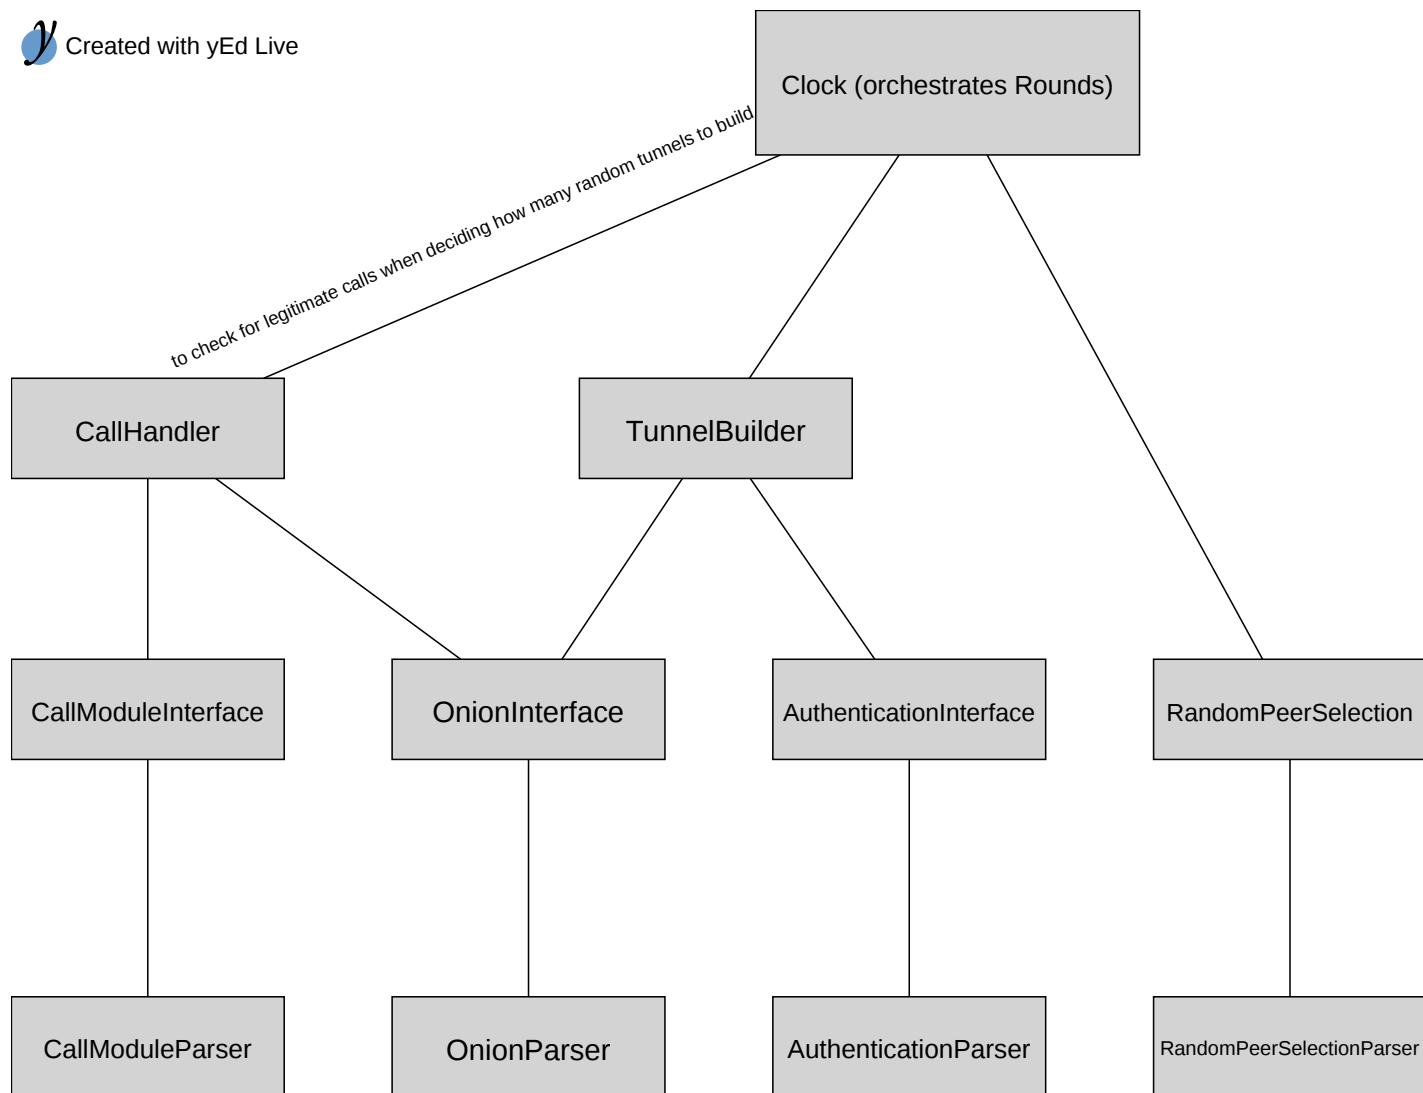 Created with yEd Live
Clock (orchestrates Rounds)
to check for legitimate calls when deciding how many random tunnels to build
CallHandler
TunnelBuilder
CallModuleInterface
OnionInterface
AuthenticationInterface
RandomPeerSelection
CallModuleParser
OnionParser
AuthenticationParser
RandomPeerSelectionParser